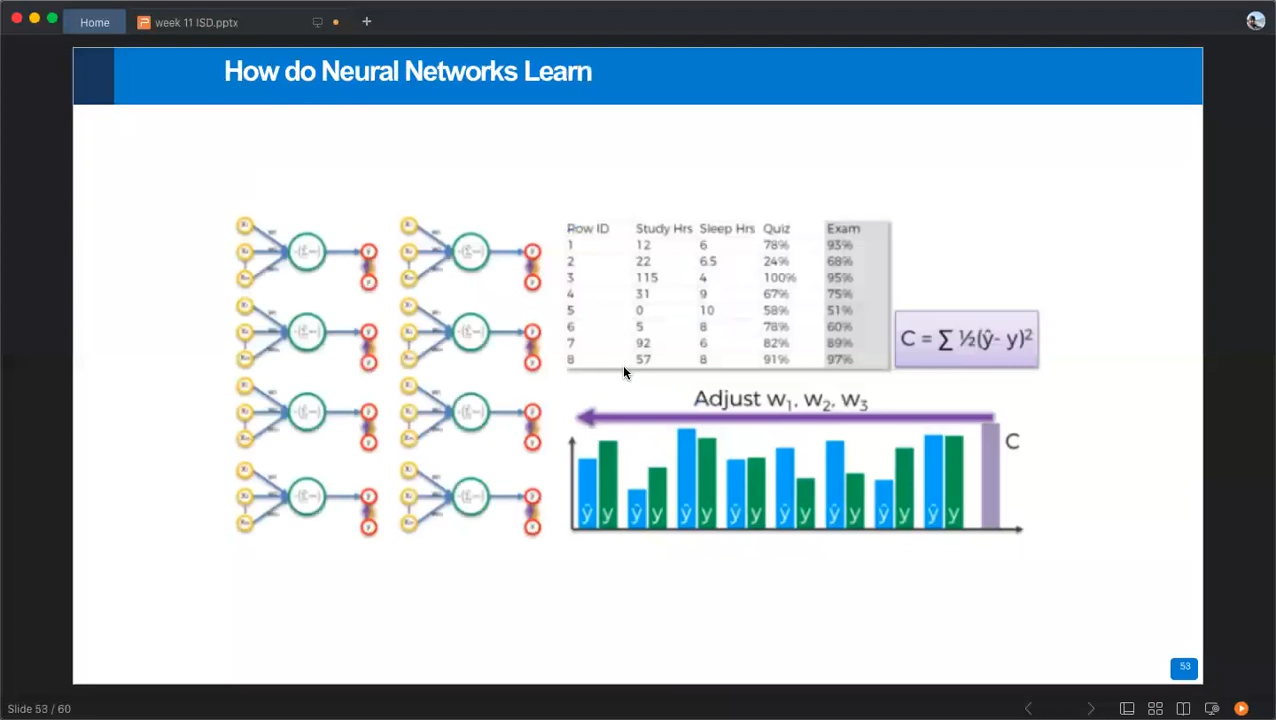 Home
week 11 ISD.pptx
How do Neural Networks Learn
Row ID Study Hrs Sleep Hrs Quiz Exam
1 12 6 78% 93%
2 22 6.5 24% 68%
3 115 4 100% 95%
4 31 9 67% 75%
5 0 10 58% 51%
6 5 8 78% 60%
7 92 6 82% 89%
8 57 8 91% 97%
C = ∑ ½(ŷ- y)²
Adjust w₁, w₂, w₃
C
ŷ y ŷ y ŷ y ŷ y ŷ y ŷ y ŷ y ŷ y
53
Slide 53 / 60